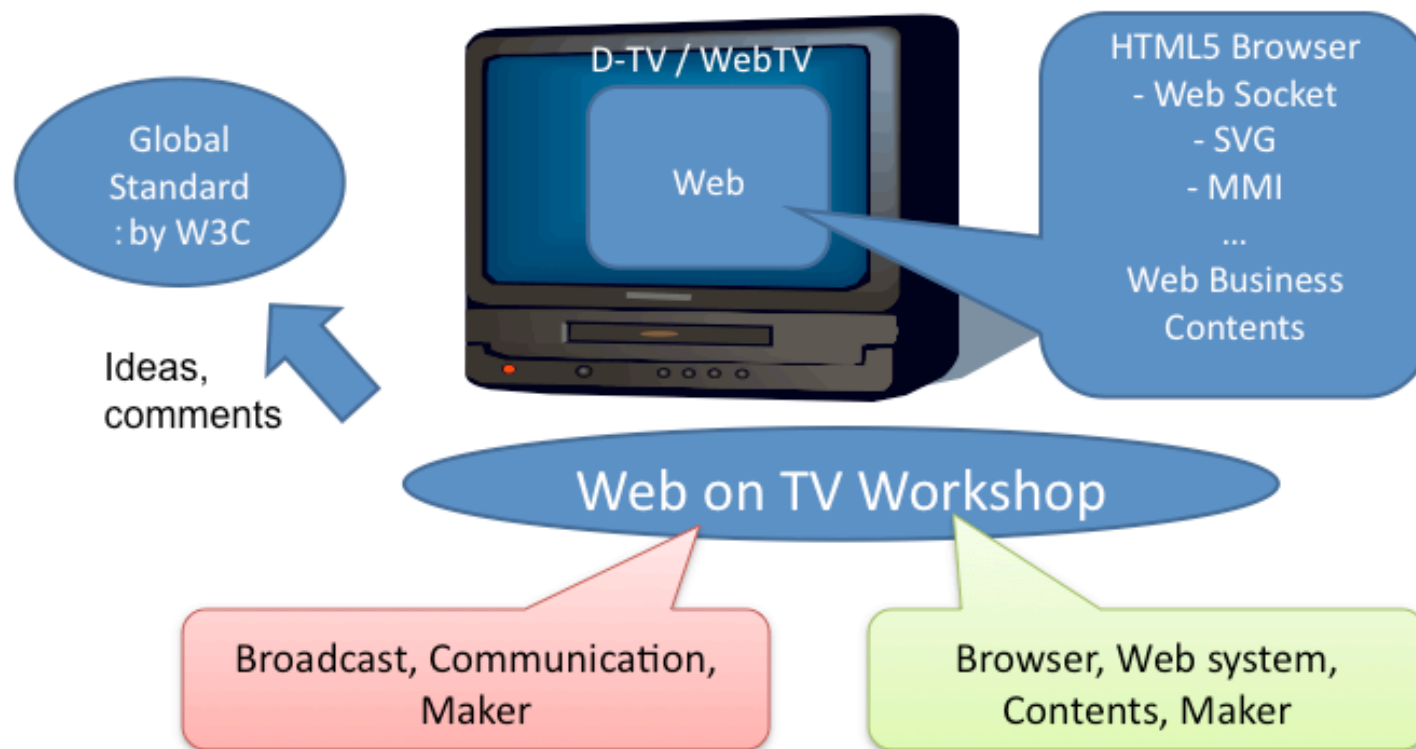 D-TV / WebTV
Web
Global
Standard
: by W3C
HTML5 Browser
- Web Socket
- SVG
- MMI
...
Web Business
Contents
Ideas,
comments
Web on TV Workshop
Broadcast, Communication,
Maker
Browser, Web system,
Contents, Maker